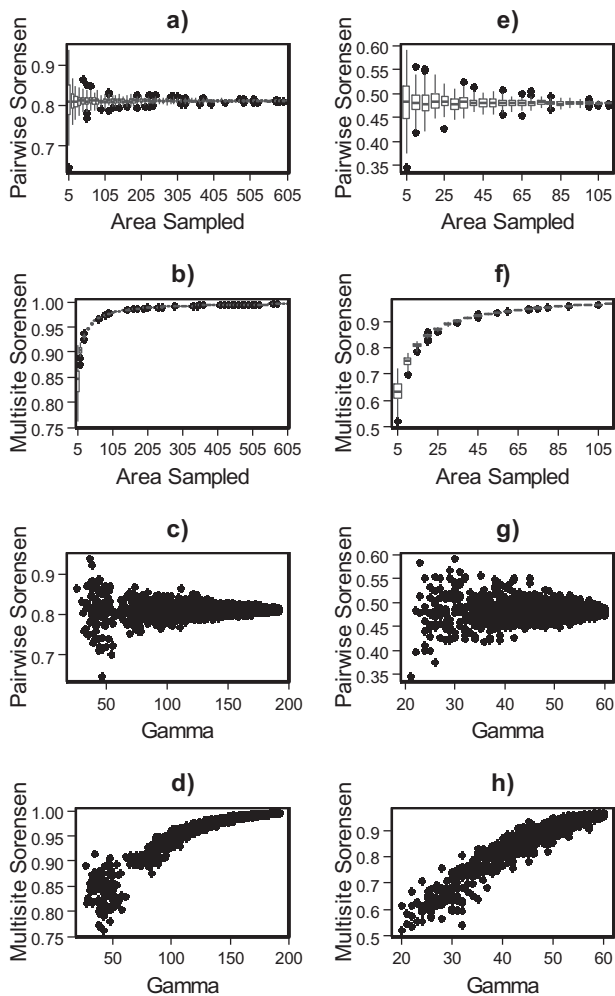 a)
Pairwise Sorensen
0.9
0.8
0.7
5 105 205 305 405 505 605
Area Sampled
e)
Pairwise Sorensen
0.60
0.55
0.50
0.45
0.40
0.35
5 25 45 65 85 105
Area Sampled
b)
Multisite Sorensen
1.00
0.95
0.90
0.85
0.80
0.75
5 105 205 305 405 505 605
Area Sampled
f)
Multisite Sorensen
0.9
0.8
0.7
0.6
0.5
5 25 45 65 85 105
Area Sampled
c)
Pairwise Sorensen
0.9
0.8
0.7
50 100 150 200
Gamma
g)
Pairwise Sorensen
0.60
0.55
0.50
0.45
0.40
0.35
20 30 40 50 60
Gamma
d)
Multisite Sorensen
1.00
0.95
0.90
0.85
0.80
0.75
50 100 150 200
Gamma
h)
Multisite Sorensen
0.9
0.8
0.7
0.6
0.5
20 30 40 50 60
Gamma